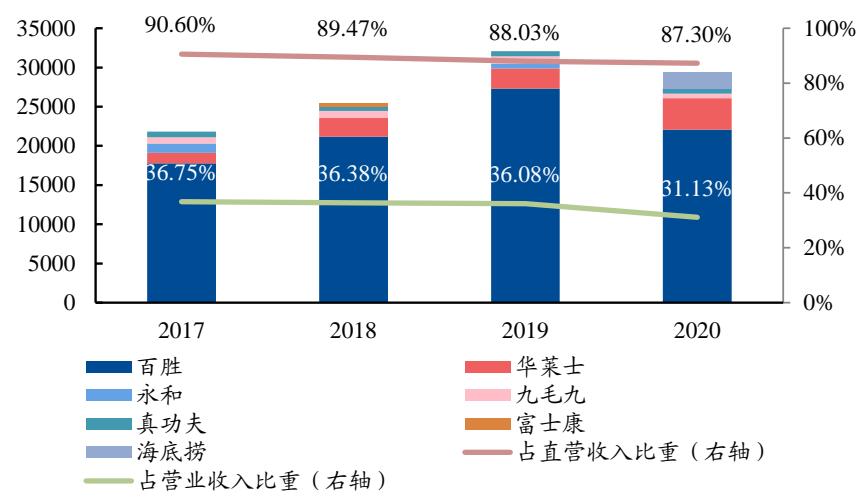 90.60% 89.47% 88.03% 87.30%
35000 100%
30000
25000 80%
20000 60%
15000 36.75% 36.38% 36.08% 31.13% 40%
10000
5000 20%
0 0%
2017 2018 2019 2020
百胜 华莱士
永和 九毛九
真功夫 富士康
海底捞 占直营收入比重（右轴）
占营业收入比重（右轴）